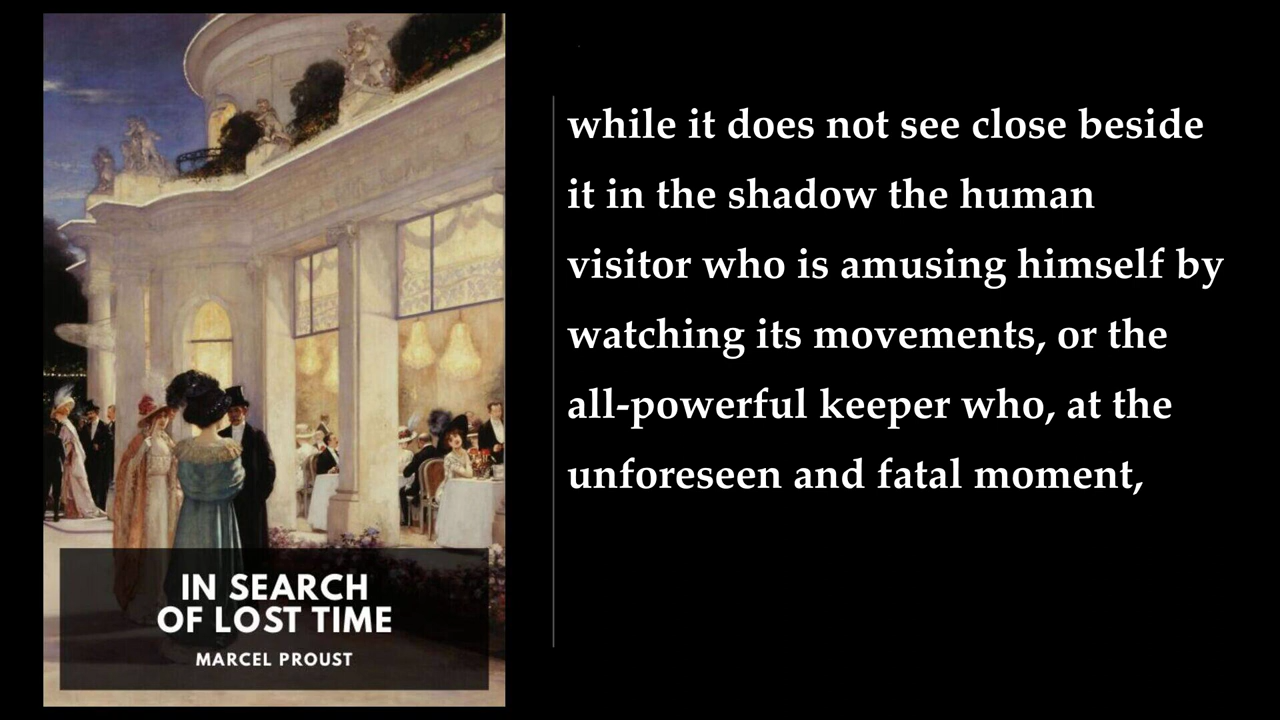 while it does not see close beside
it in the shadow the human
visitor who is amusing himself by
watching its movements, or the
all-powerful keeper who, at the
unforeseen and fatal moment,
IN SEARCH
OF LOST TIME
MARCEL PROUST